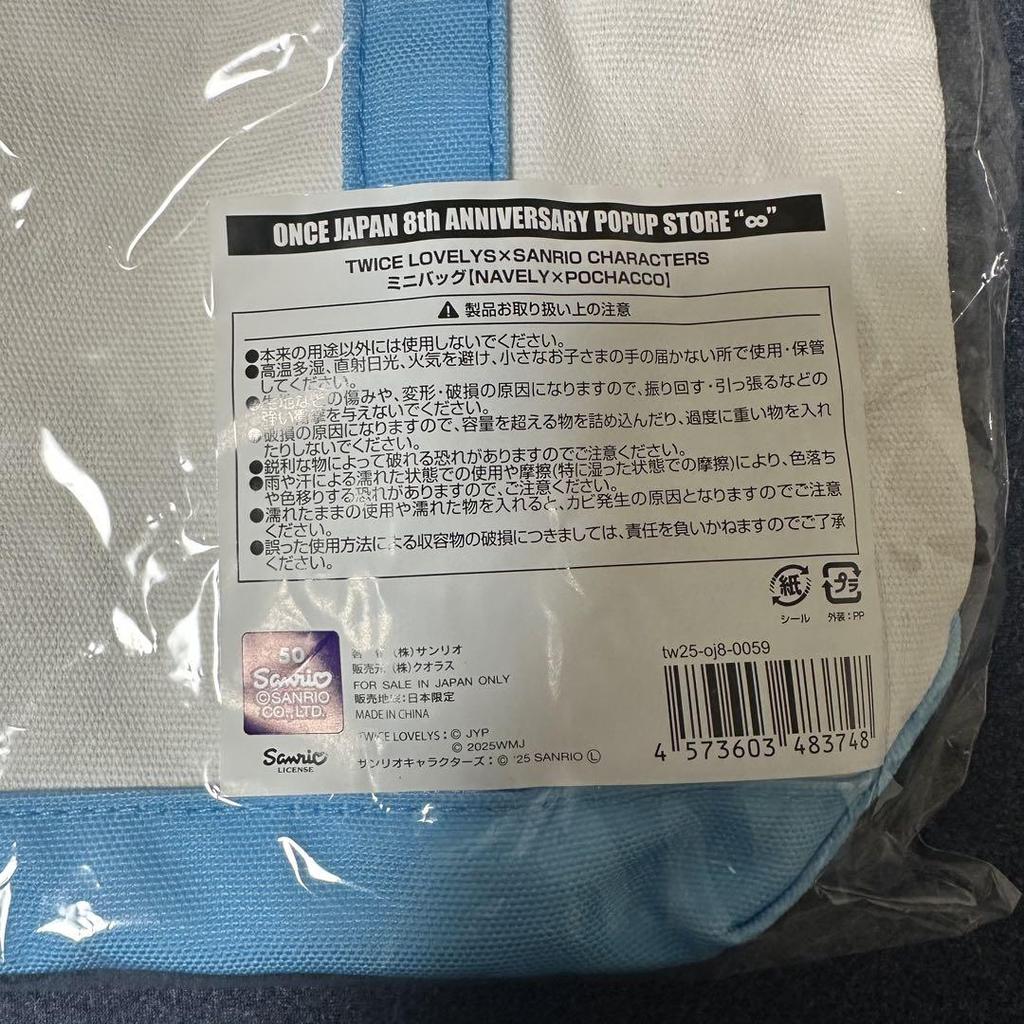 ONCE JAPAN 8th ANNIVERSARY POPUP STORE “∞”
TWICE LOVELYS×SANRIO CHARACTERS
ミニバッグ【NAVELY×POCHACCO】
製品お取り扱い上の注意
●本来の用途以外には使用しないでください。
●高温多湿、直射日光、火気を避け、小さなお子さまの手の届かない所で使用・保管
してください。
●生地などの傷みや、変形・破損の原因になりますので、振り回す・引っ張るなどの
強い衝撃を与えないでください。
●破損の原因になりますので、容量を超える物を詰め込んだり、過度に重い物を入れ
たりしないでください。
●鋭利な物によって破れる恐れがありますのでご注意ください。
●雨や汗による濡れた状態での使用や摩擦(特に湿った状態での摩擦)により、色落ち
や色移りする恐れがありますので、ご注意ください。
●濡れたままの使用や濡れた物を入れると、カビ発生の原因となりますのでご注意
ください。
●誤った使用方法による収容物の破損につきましては、責任を負いかねますのでご了承
ください。
紙
シール
プラ
外装:PP
50
Sanrio
©SANRIO
CO.,LTD.
Sanrio
LICENSE
著 作 (株)サンリオ
販売元 (株)クオラス
FOR SALE IN JAPAN ONLY
販売地域:日本限定
MADE IN CHINA
TWICE LOVELYS:© JYP
© 2025WMJ
サンリオキャラクターズ:© '25 SANRIO Ⓛ
tw25-oj8-0059
4 573603 483748